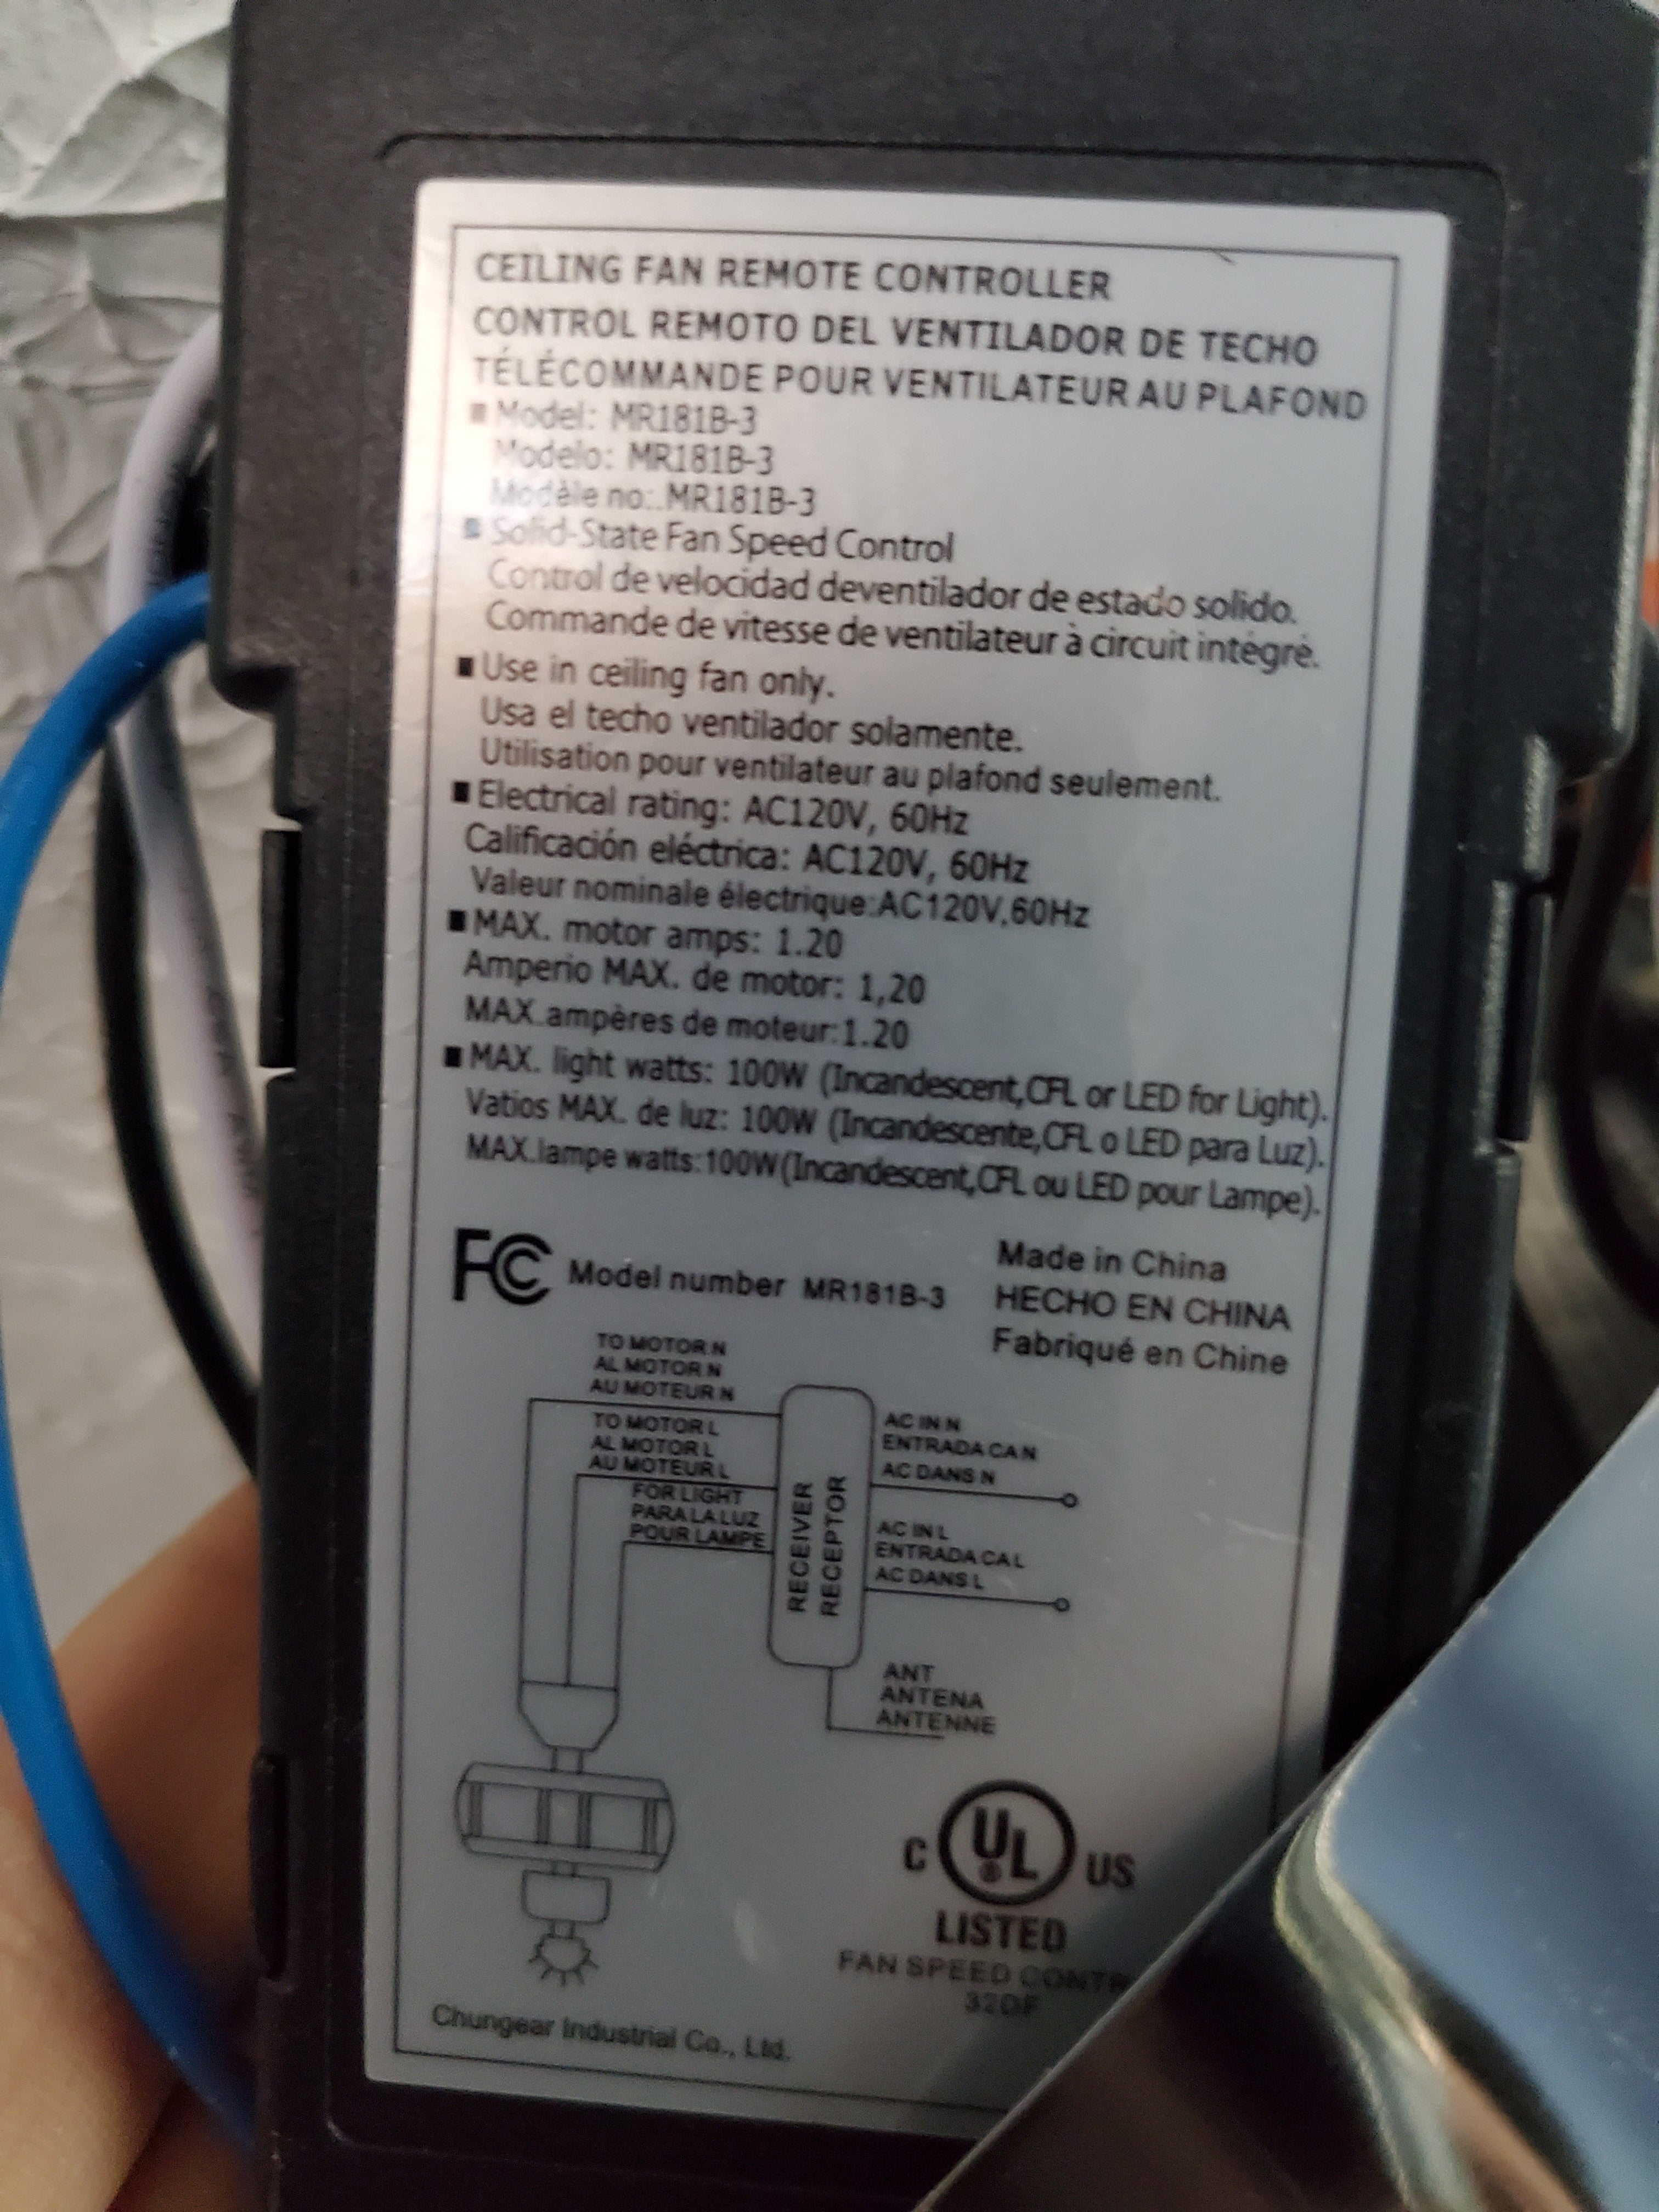 CEILING FAN REMOTE CONTROLLER
CONTROL REMOTO DEL VENTILADOR DE TECHO
TÉLÉCOMMANDE POUR VENTILATEUR AU PLAFOND
Model: MR181B-3
Modelo: MR181B-3
Modèle no:.MR181B-3
Solid-State Fan Speed Control
Control de velocidad deventilador de estado solido.
Commande de vitesse de ventilateur à circuit intégré.
Use in ceiling fan only.
Usa el techo ventilador solamente.
Utilisation pour ventilateur au plafond seulement.
Electrical rating: AC120V, 60Hz
Calificación eléctrica: AC120V, 60Hz
Valeur nominale électrique:AC120V,60Hz
MAX. motor amps: 1.20
Amperio MAX. de motor: 1,20
MAX.ampères de moteur:1.20
MAX. light watts: 100W (Incandescent,CFL or LED for Light).
Vatios MAX. de luz: 100W (Incandescente,CFL o LED para Luz).
MAX.lampe watts:100W(Incandescent,CFL ou LED pour Lampe).
FC Model number MR181B-3
Made in China
HECHO EN CHINA
Fabriqué en Chine
TO MOTOR N
AL MOTOR N
AU MOTEUR N
TO MOTOR L
AL MOTOR L
AU MOTEUR L
FOR LIGHT
PARA LA LUZ
POUR LAMPE
RECEIVER
RECEPTOR
AC IN N
ENTRADA CA N
AC DANS N
AC IN L
ENTRADA CA L
AC DANS L
ANT
ANTENA
ANTENNE
C UL US
®
LISTED
FAN SPEED CONTR
32DF
Chungear Industrial Co., Ltd.